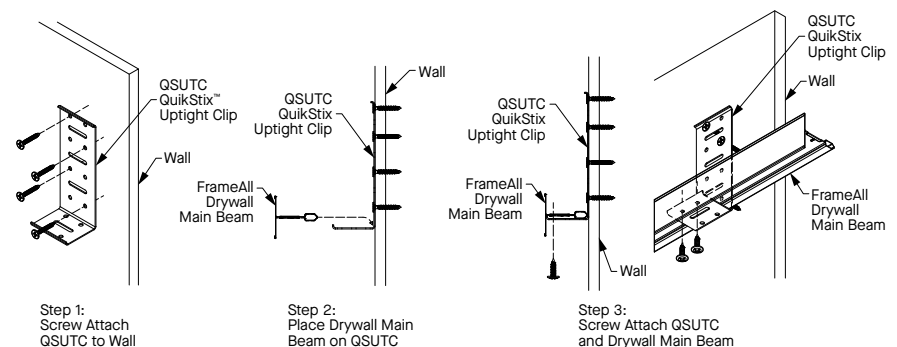 QSUTC
QuikStix™
Uptight Clip
Wall
Step 1:
Screw Attach
QSUTC to Wall
Wall
QSUTC
QuikStix
Uptight Clip
FrameAll
Drywall
Main Beam
Step 2:
Place Drywall Main
Beam on QSUTC
QSUTC
QuikStix
Uptight Clip
FrameAll
Drywall
Main Beam
Wall
QSUTC
QuikStix
Uptight Clip
Wall
FrameAll
Drywall
Main Beam
Step 3:
Screw Attach QSUTC
and Drywall Main Beam